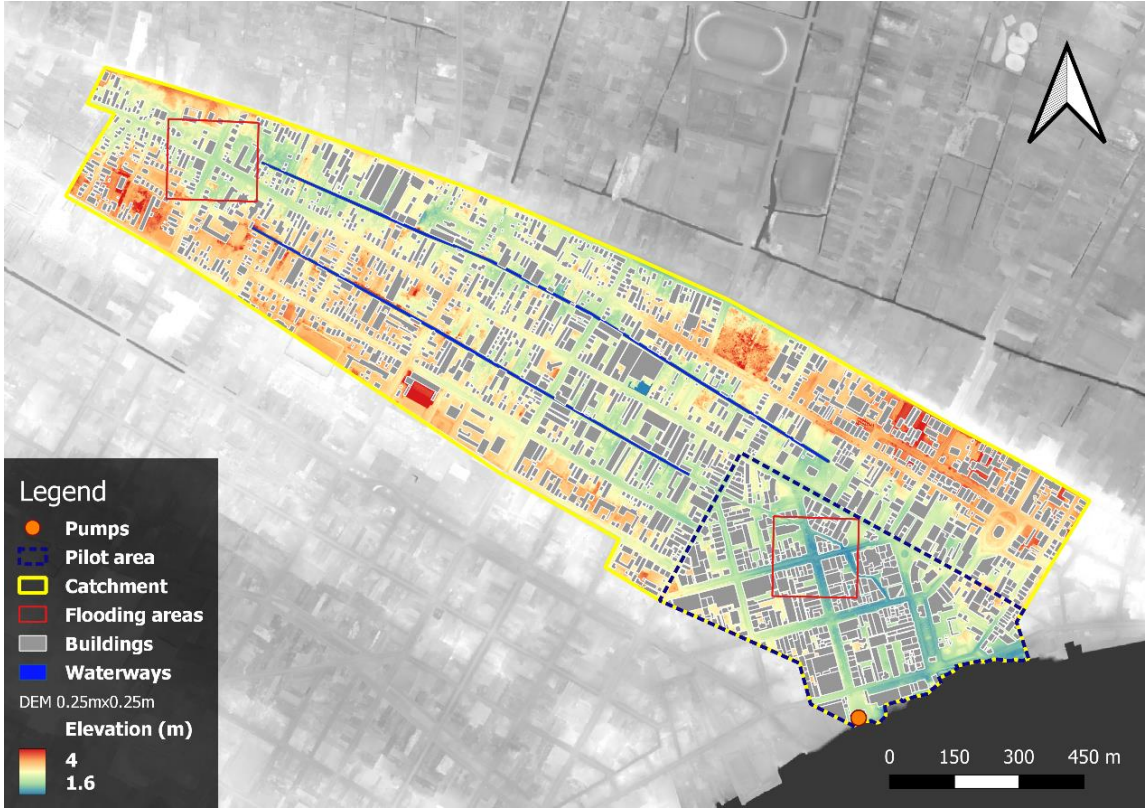 Legend
Pumps
Pilot area
Catchment
Flooding areas
Buildings
Waterways
DEM 0.25mx0.25m
Elevation (m)
4
1.6
0 150 300 450 m